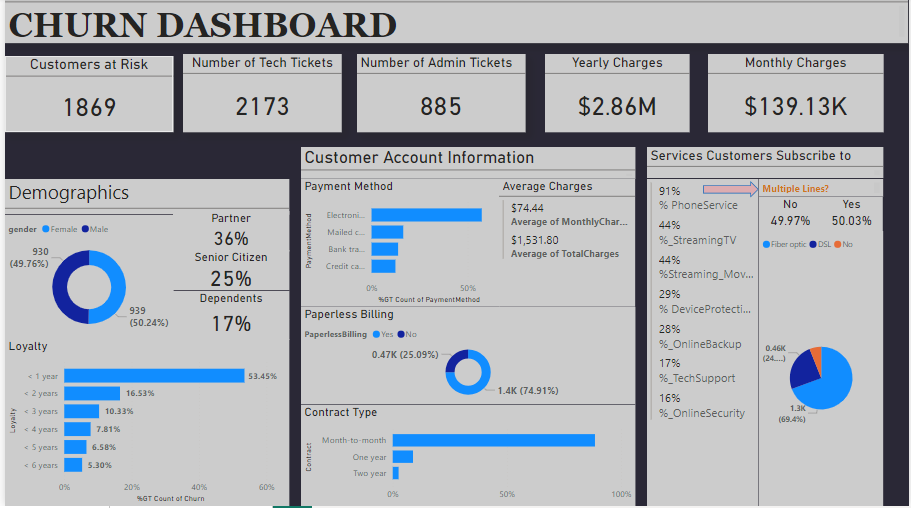 CHURN DASHBOARD
Customers at Risk
1869
Number of Tech Tickets
2173
Number of Admin Tickets
885
Yearly Charges
$2.86M
Monthly Charges
$139.13K
Demographics
gender Female Male
930
(49.76%)
939
(50.24%)
Partner
36%
Senior Citizen
25%
Dependents
17%
Loyalty
Loyalty
< 1 year 53.45%
< 2 years 16.53%
< 3 years 10.33%
< 4 years 7.81%
< 5 years 6.58%
< 6 years 5.30%
0% 20% 40% 60%
%GT Count of Churn
Customer Account Information
Payment Method
PaymentMethod
Electroni...
Mailed c...
Bank tra...
Credit ca...
0% 50%
%GT Count of PaymentMethod
Average Charges
$74.44
Average of MonthlyChar...
$1,531.80
Average of TotalCharges
Paperless Billing
PaperlessBilling Yes No
0.47K (25.09%)
1.4K (74.91%)
Contract Type
Contract
Month-to-month
One year
Two year
0% 50% 100%
Services Customers Subscribe to
91%
% PhoneService
44%
%_StreamingTV
44%
%Streaming_Mov...
29%
% DeviceProtecti...
28%
%_OnlineBackup
17%
%_TechSupport
16%
%_OnlineSecurity
Multiple Lines?
No Yes
49.97% 50.03%
Fiber optic DSL No
0.46K
(24....)
1.3K
(69.4%)